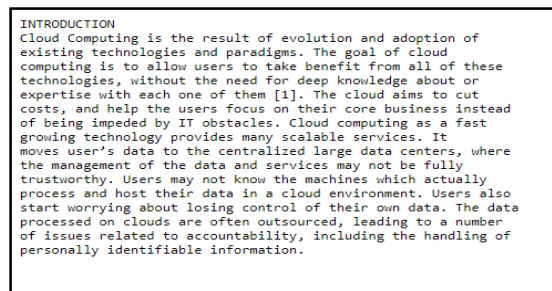 INTRODUCTION
Cloud Computing is the result of evolution and adoption of
existing technologies and paradigms. The goal of cloud
computing is to allow users to take benefit from all of these
technologies, without the need for deep knowledge about or
expertise with each one of them [1]. The cloud aims to cut
costs, and help the users focus on their core business instead
of being impeded by IT obstacles. Cloud computing as a fast
growing technology provides many scalable services. It
moves user's data to the centralized large data centers, where
the management of the data and services may not be fully
trustworthy. Users may not know the machines which actually
process and host their data in a cloud environment. Users also
start worrying about losing control of their own data. The data
processed on clouds are often outsourced, leading to a number
of issues related to accountability, including the handling of
personally identifiable information.